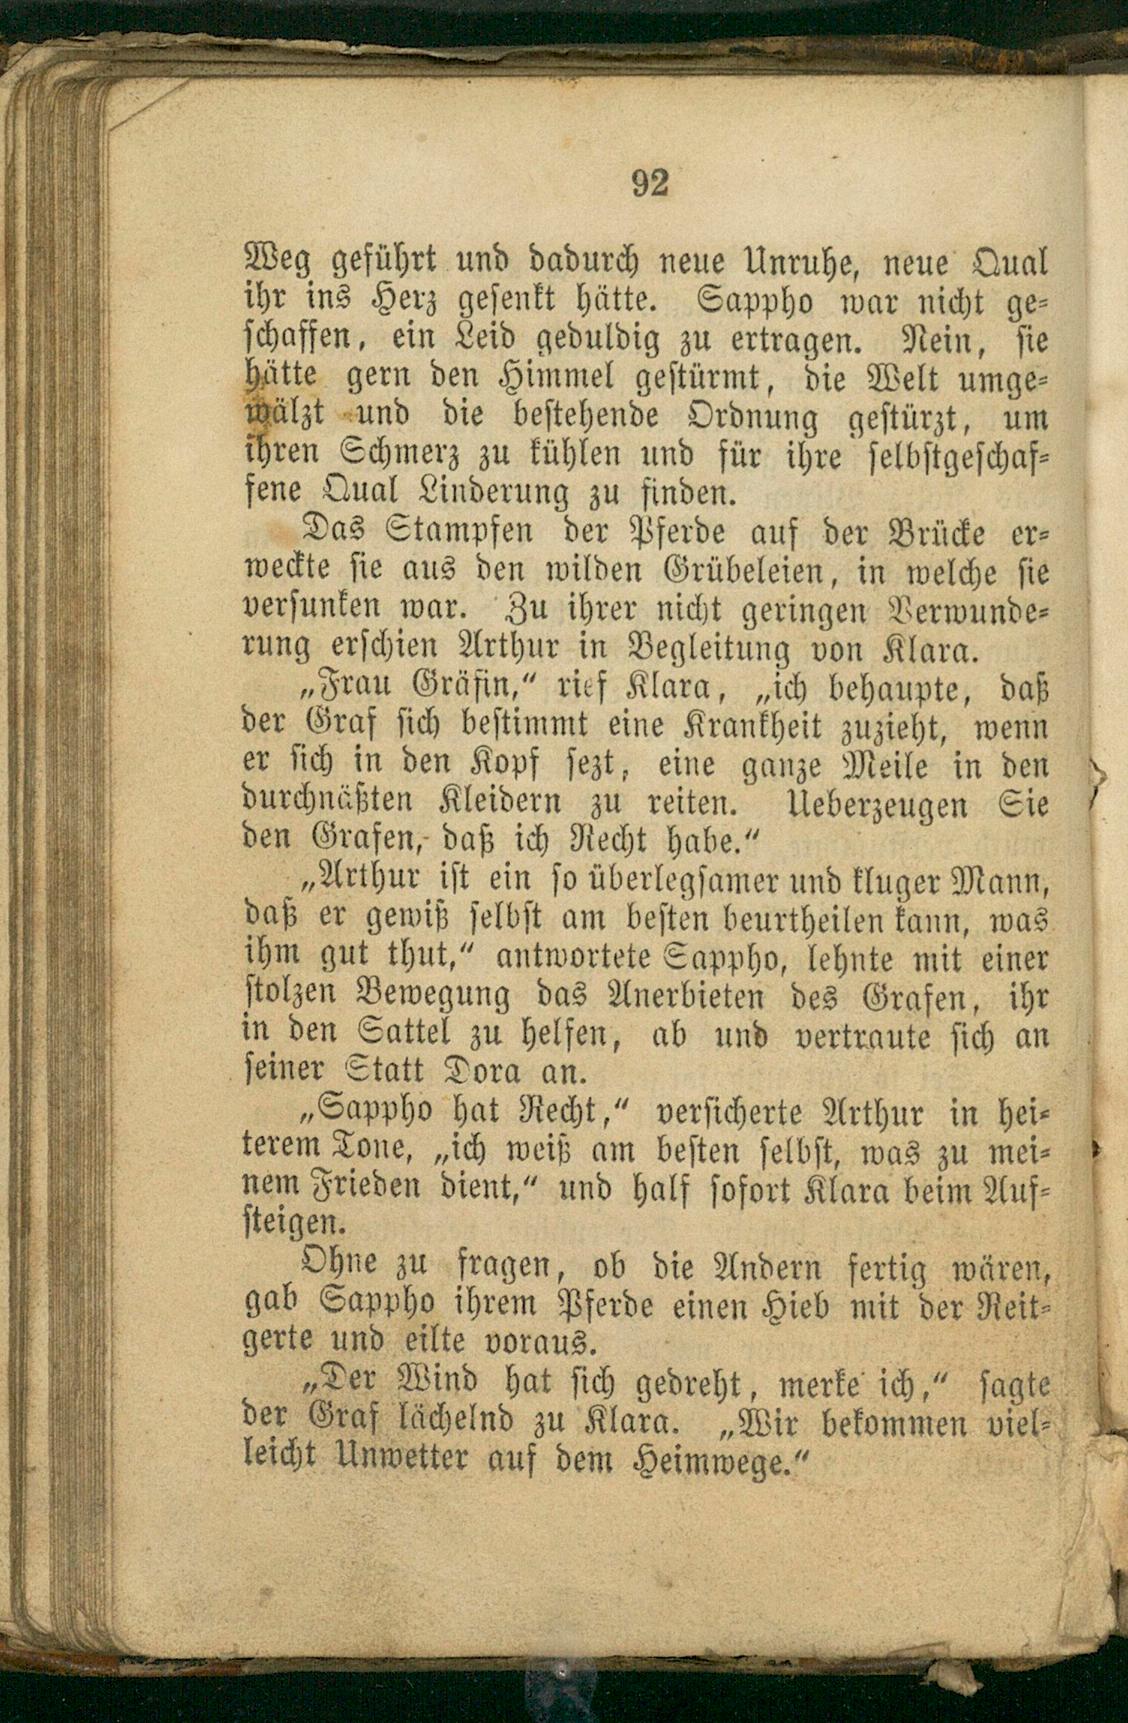 92
Weg geführt und dadurch neue Unruhe, neue Qual
ihr ins Herz gesenkt hätte. Sappho war nicht ge-
schaffen, ein Leid geduldig zu ertragen. Nein, sie
hätte gern den Himmel gestürmt, die Welt umge-
wälzt und die bestehende Ordnung gestürzt, um
ihren Schmerz zu kühlen und für ihre selbstgeschaf-
fene Qual Linderung zu finden.
Das Stampfen der Pferde auf der Brücke er-
weckte sie aus den wilden Grübeleien, in welche sie
versunken war. Zu ihrer nicht geringen Verwunde-
rung erschien Arthur in Begleitung von Klara.
„Frau Gräfin,“ rief Klara, „ich behaupte, daß
der Graf sich bestimmt eine Krankheit zuzieht, wenn
er sich in den Kopf sezt, eine ganze Meile in den
durchnäßten Kleidern zu reiten. Ueberzeugen Sie
den Grafen, daß ich Recht habe.“
„Arthur ist ein so überlegsamer und kluger Mann,
daß er gewiß selbst am besten beurtheilen kann, was
ihm gut thut,“ antwortete Sappho, lehnte mit einer
stolzen Bewegung das Anerbieten des Grafen, ihr
in den Sattel zu helfen, ab und vertraute sich an
seiner Statt Dora an.
„Sappho hat Recht,“ versicherte Arthur in hei-
terem Tone, „ich weiß am besten selbst, was zu mei-
nem Frieden dient,“ und half sofort Klara beim Auf-
steigen.
Ohne zu fragen, ob die Andern fertig wären,
gab Sappho ihrem Pferde einen Hieb mit der Reit-
gerte und eilte voraus.
„Der Wind hat sich gedreht, merke ich,“ sagte
der Graf lächelnd zu Klara. „Wir bekommen viel-
leicht Unwetter auf dem Heimwege.“